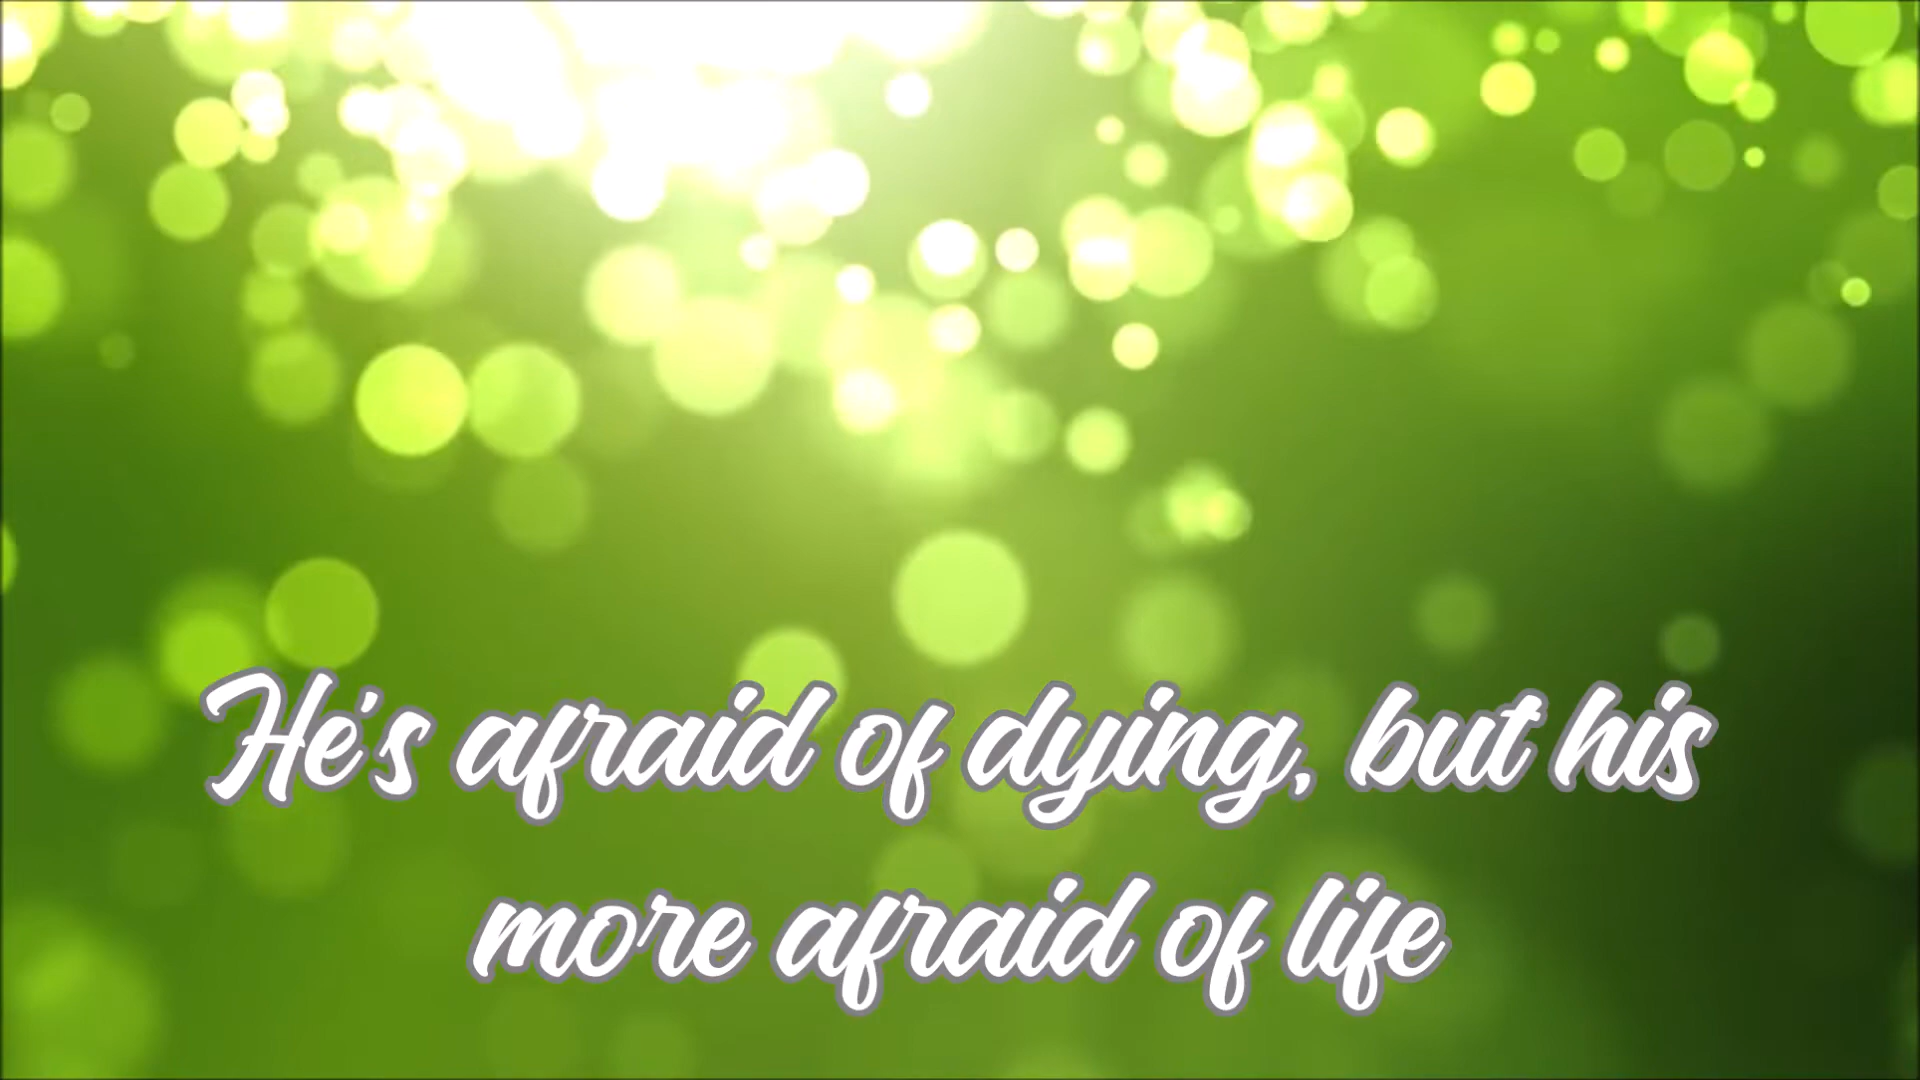 He's afraid of dying, but his
more afraid of life